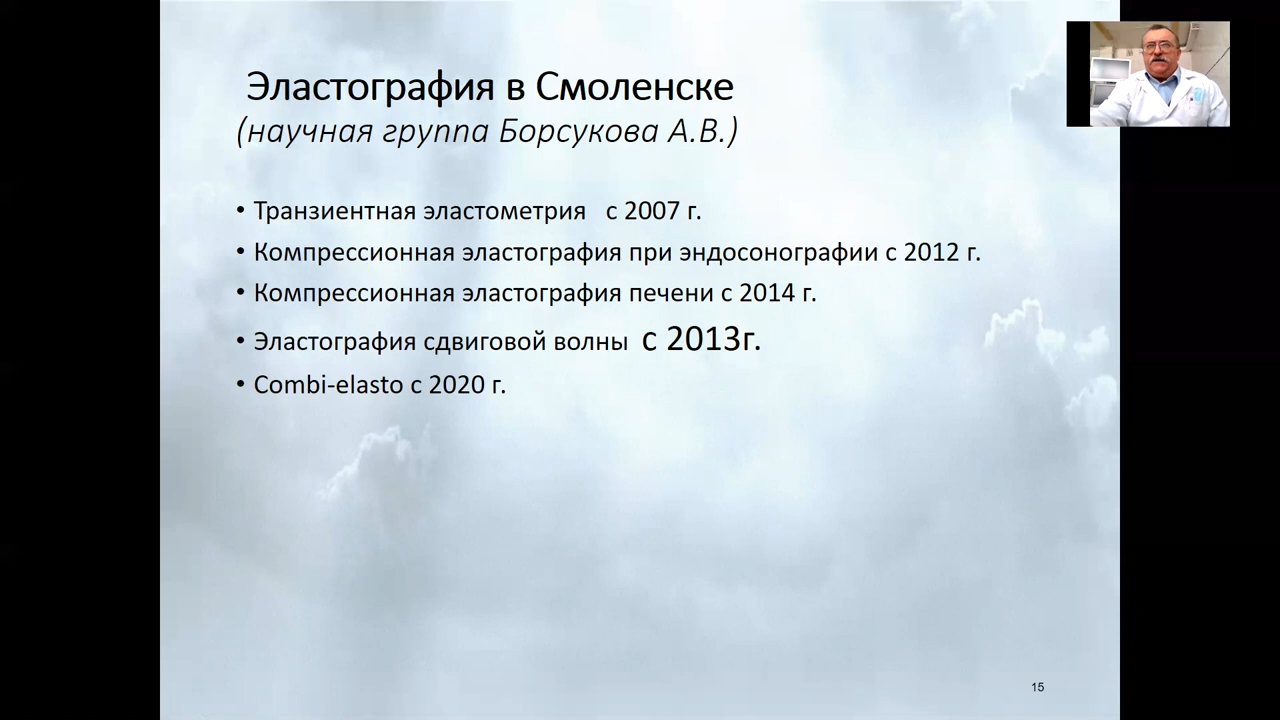 Эластография в Смоленске
(научная группа Борсукова А.В.)
• Транзиентная эластометрия с 2007 г.
• Компрессионная эластография при эндосонографии с 2012 г.
• Компрессионная эластография печени с 2014 г.
• Эластография сдвиговой волны с 2013г.
• Combi-elasto с 2020 г.
15